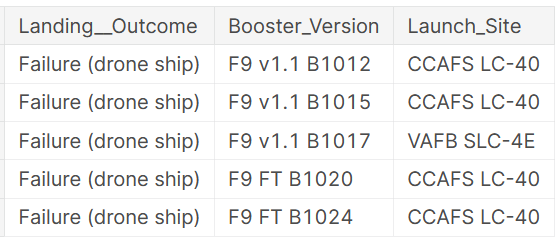 Landing__Outcome Booster_Version Launch_Site
Failure (drone ship) F9 v1.1 B1012 CCAFS LC-40
Failure (drone ship) F9 v1.1 B1015 CCAFS LC-40
Failure (drone ship) F9 v1.1 B1017 VAFB SLC-4E
Failure (drone ship) F9 FT B1020 CCAFS LC-40
Failure (drone ship) F9 FT B1024 CCAFS LC-40